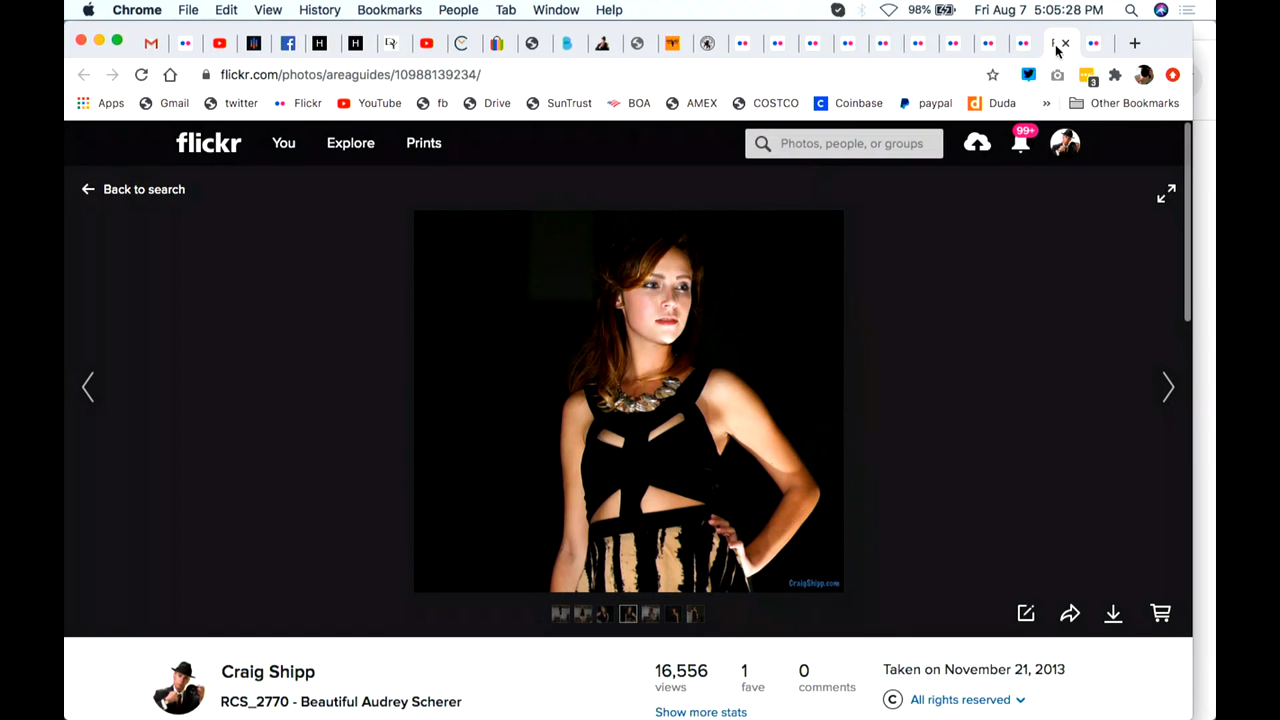 Chrome File Edit View History Bookmarks People Tab Window Help 98% Fri Aug 7 5:05:28 PM
flickr.com/photos/areaguides/10988139234/
3
Apps Gmail twitter Flickr YouTube fb Drive SunTrust BOA AMEX COSTCO Coinbase paypal Duda » Other Bookmarks
flickr You Explore Prints Photos, people, or groups 99+
Back to search
CraigShipp.com
Craig Shipp
RCS_2770 - Beautiful Audrey Scherer
16,556 1 0
views fave comments
Show more stats
Taken on November 21, 2013
All rights reserved